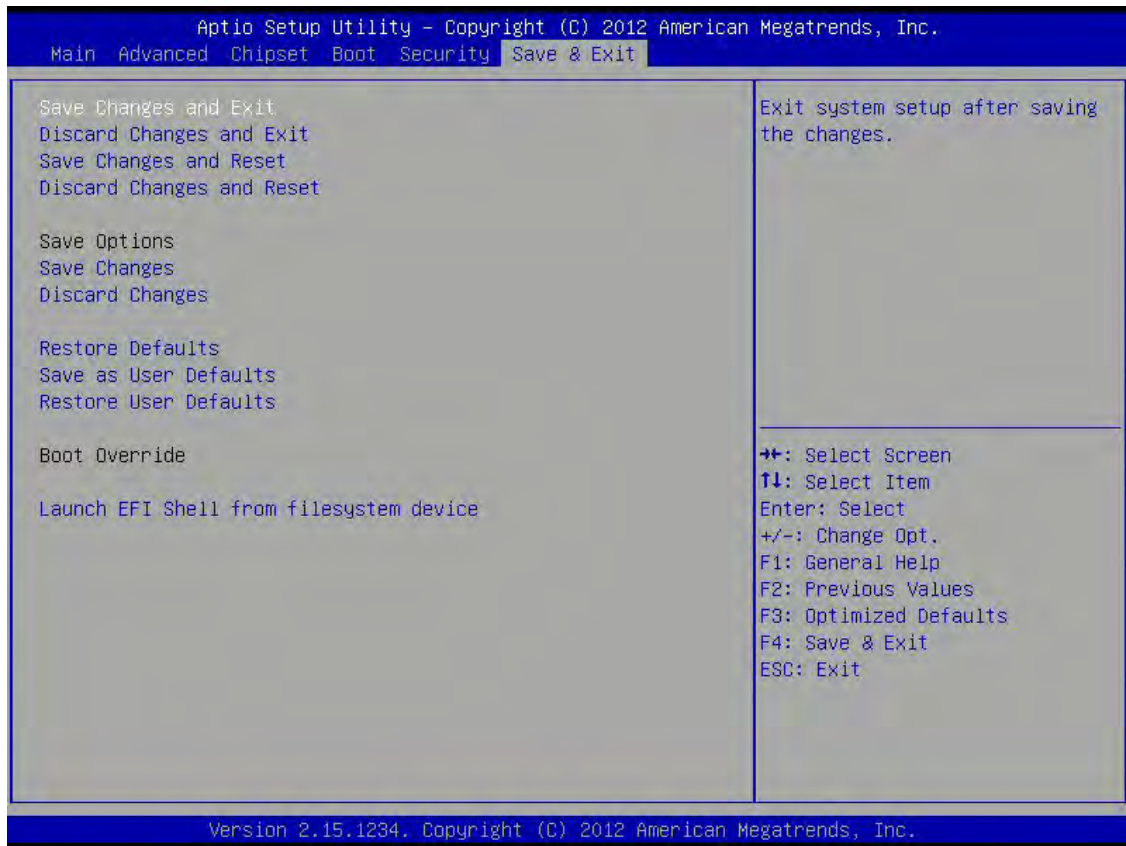 Aptio Setup Utility – Copyright (C) 2012 American Megatrends, Inc.
Main Advanced Chipset Boot Security Save & Exit
Save Changes and Exit
Discard Changes and Exit
Save Changes and Reset
Discard Changes and Reset
Save Options
Save Changes
Discard Changes
Restore Defaults
Save as User Defaults
Restore User Defaults
Boot Override
Launch EFI Shell from filesystem device
Exit system setup after saving
the changes.
→←: Select Screen
↑↓: Select Item
Enter: Select
+/-: Change Opt.
F1: General Help
F2: Previous Values
F3: Optimized Defaults
F4: Save & Exit
ESC: Exit
Version 2.15.1234. Copyright (C) 2012 American Megatrends, Inc.